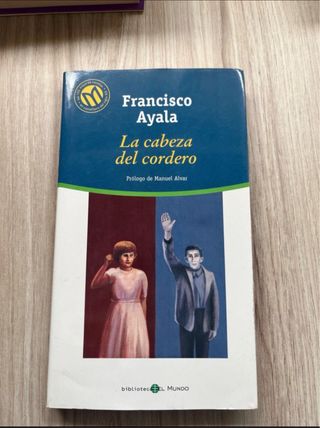 Francisco
Ayala
La cabeza
del cordero
Prólogo de Manuel Alvar
biblioteca EL MUNDO